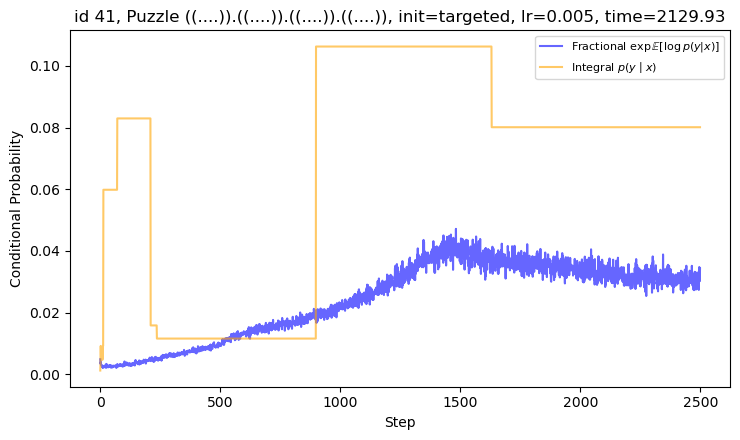 id 41, Puzzle ((....)).((....)).((....)).((....)), init=targeted, lr=0.005, time=2129.93
Fractional exp𝔼[log p(y|x)]
Integral p(y | x)
Conditional Probability
0.10
0.08
0.06
0.04
0.02
0.00
0 500 1000 1500 2000 2500
Step